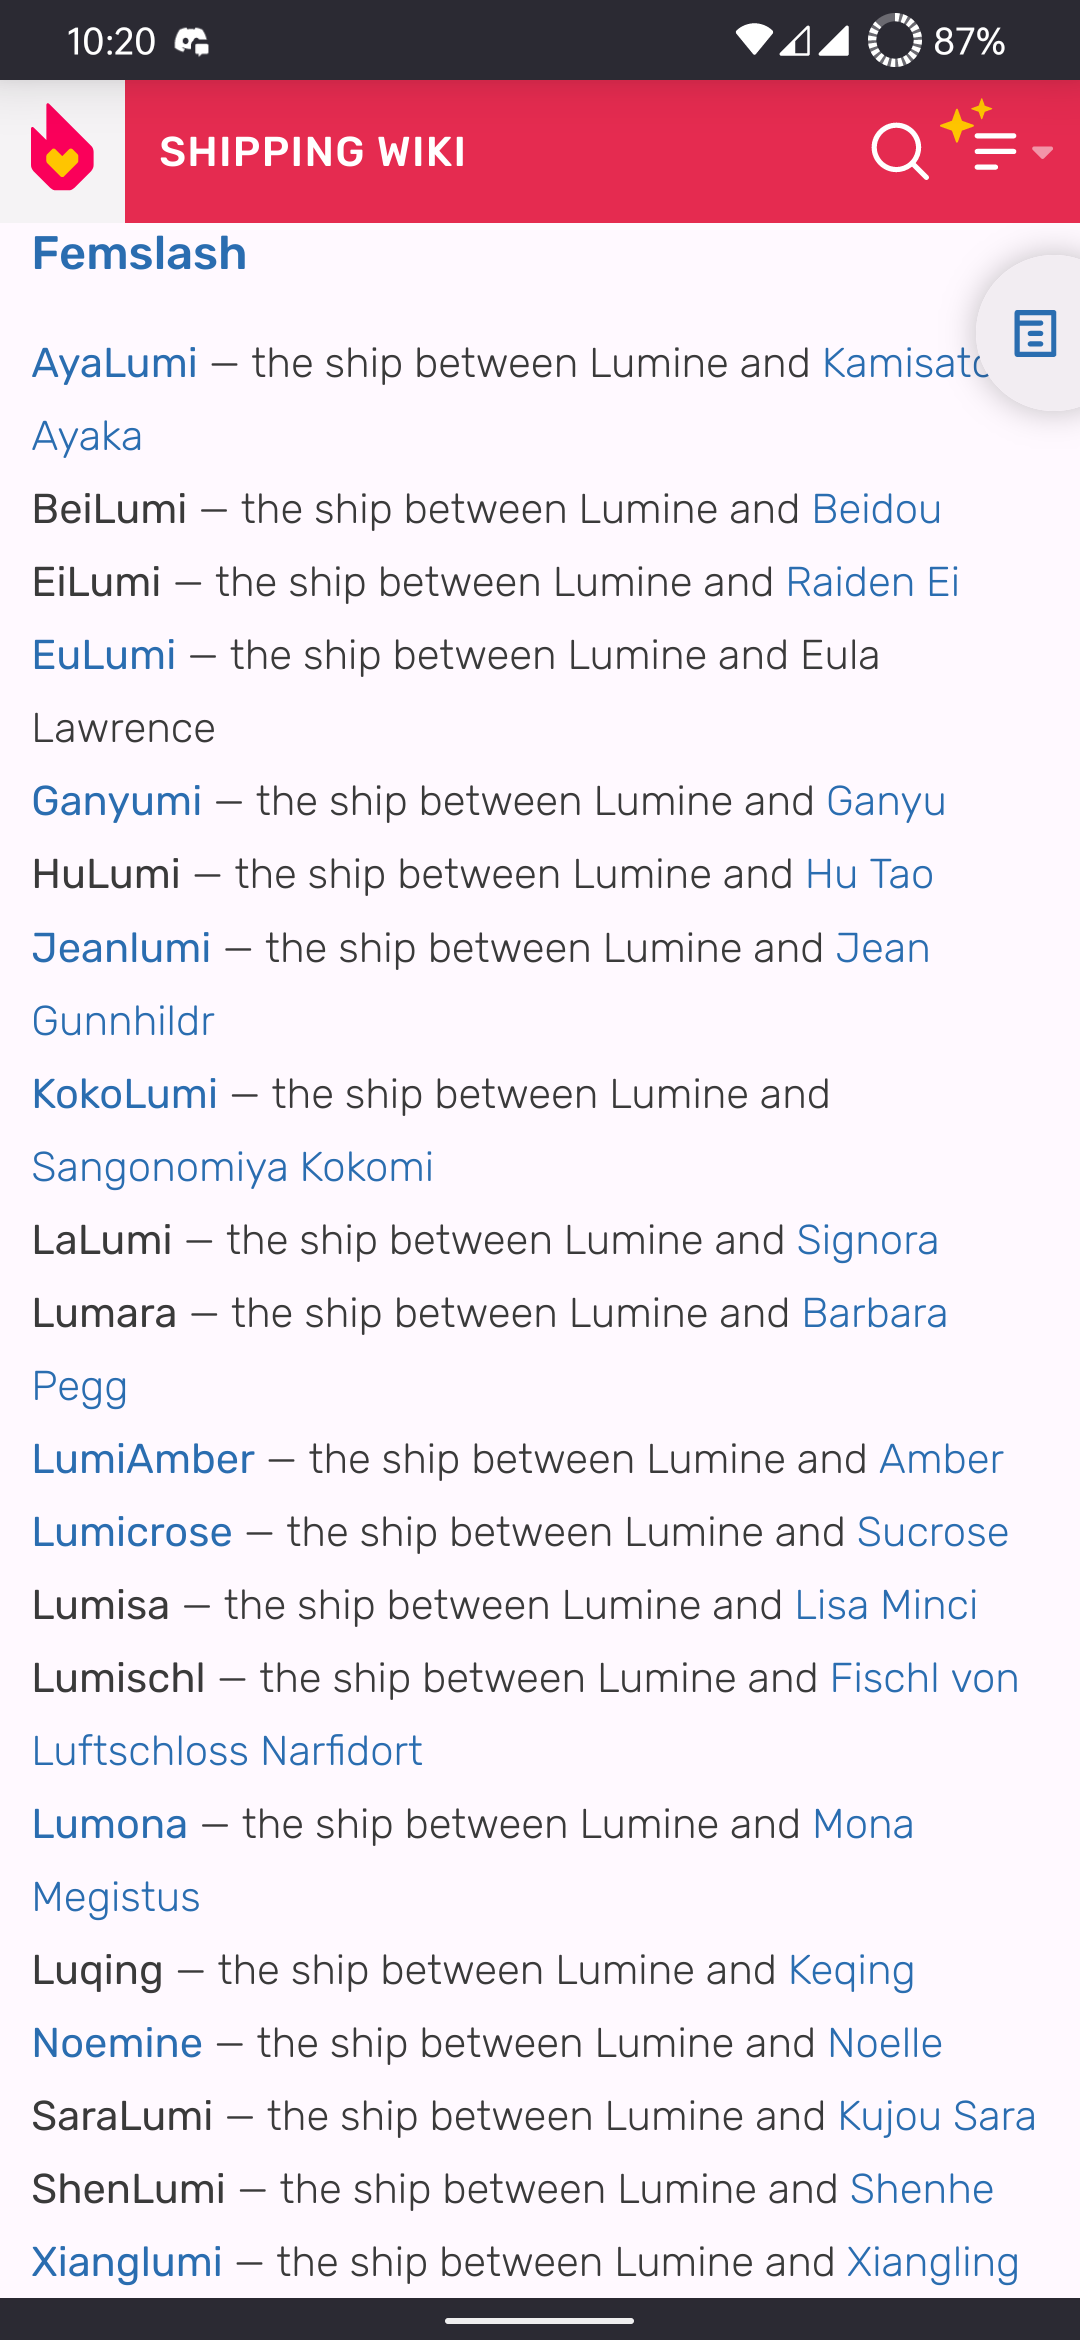 10:20 87%
SHIPPING WIKI
Femslash
AyaLumi – the ship between Lumine and Kamisato
Ayaka
BeiLumi – the ship between Lumine and Beidou
EiLumi – the ship between Lumine and Raiden Ei
EuLumi – the ship between Lumine and Eula
Lawrence
Ganyumi – the ship between Lumine and Ganyu
HuLumi – the ship between Lumine and Hu Tao
Jeanlumi – the ship between Lumine and Jean
Gunnhildr
KokoLumi – the ship between Lumine and
Sangonomiya Kokomi
LaLumi – the ship between Lumine and Signora
Lumara – the ship between Lumine and Barbara
Pegg
LumiAmber – the ship between Lumine and Amber
Lumicrose – the ship between Lumine and Sucrose
Lumisa – the ship between Lumine and Lisa Minci
Lumischl – the ship between Lumine and Fischl von
Luftschloss Narfidort
Lumona – the ship between Lumine and Mona
Megistus
Luqing – the ship between Lumine and Keqing
Noemine – the ship between Lumine and Noelle
SaraLumi – the ship between Lumine and Kujou Sara
ShenLumi – the ship between Lumine and Shenhe
Xianglumi – the ship between Lumine and Xiangling